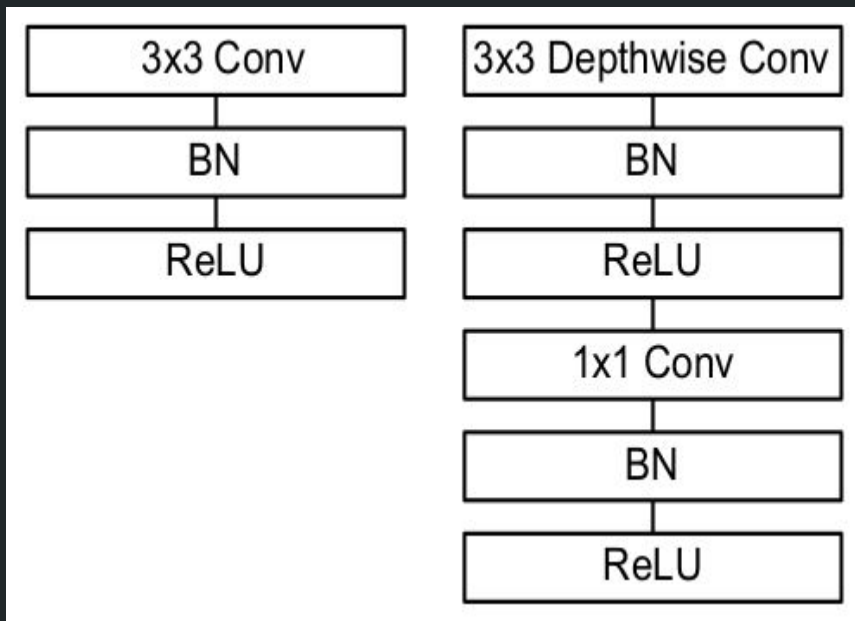 3x3 Conv
BN
ReLU
3x3 Depthwise Conv
BN
ReLU
1x1 Conv
BN
ReLU